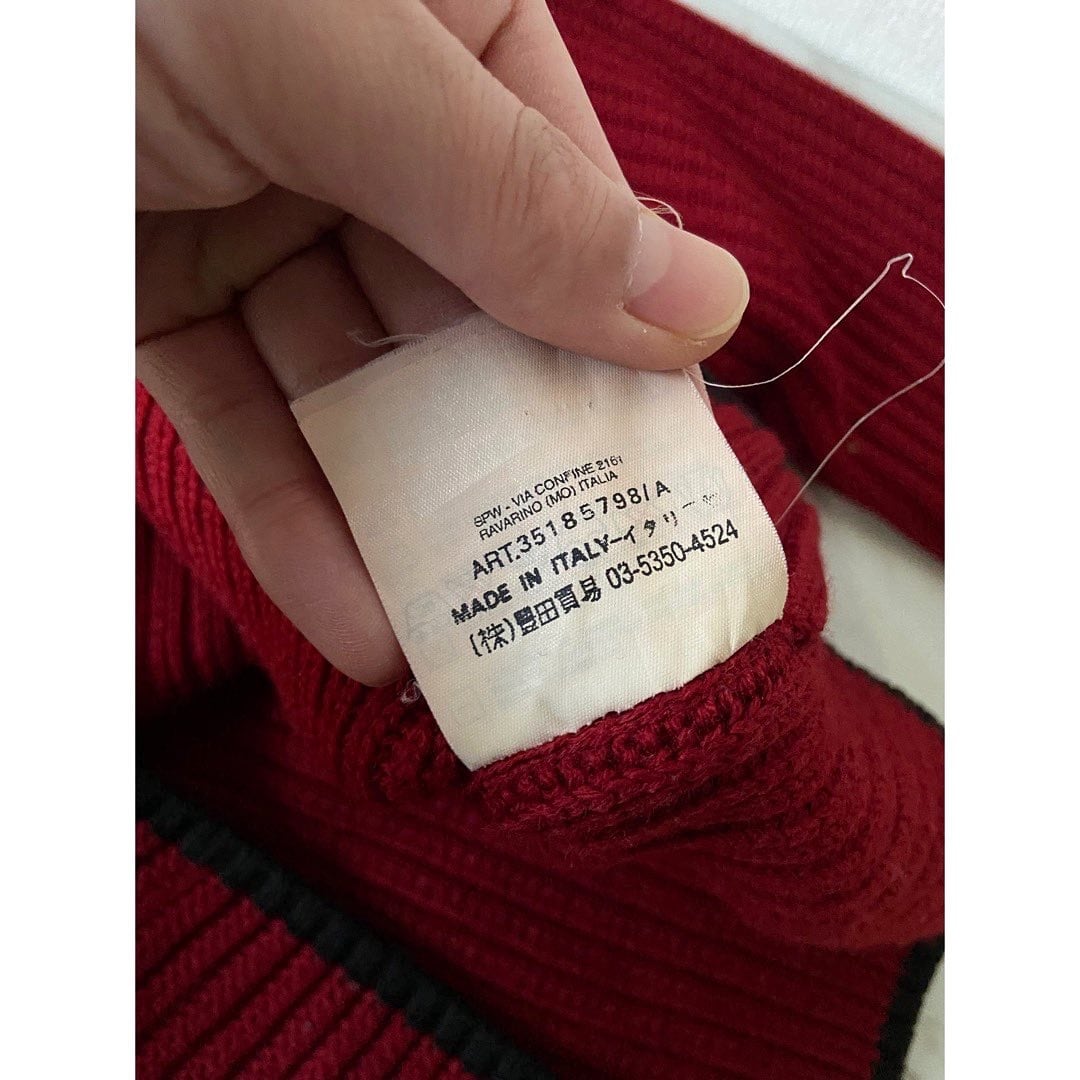 SPW - VIA CONFINE 2161
RAVARINO (MO) ITALIA
ART.35185798/A
MADE IN ITALY-イタリー
(株)豊田貿易 03-5350-4524